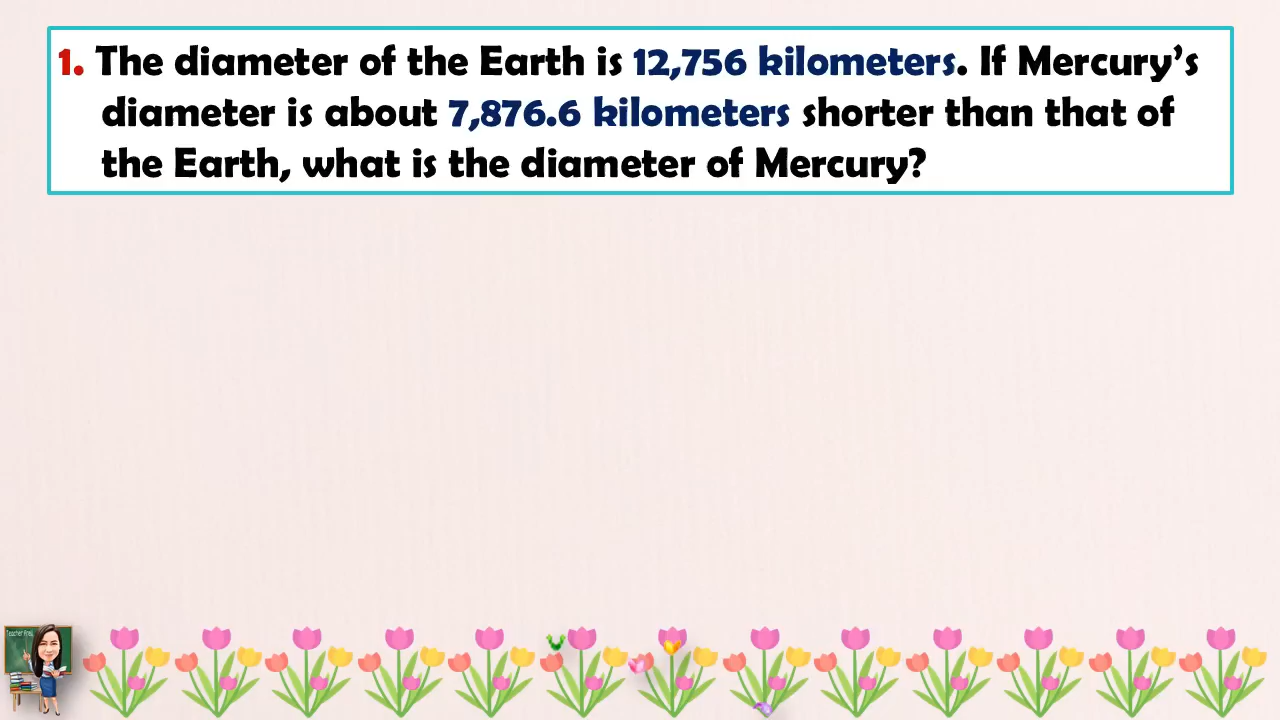 1. The diameter of the Earth is 12,756 kilometers. If Mercury’s
diameter is about 7,876.6 kilometers shorter than that of
the Earth, what is the diameter of Mercury?